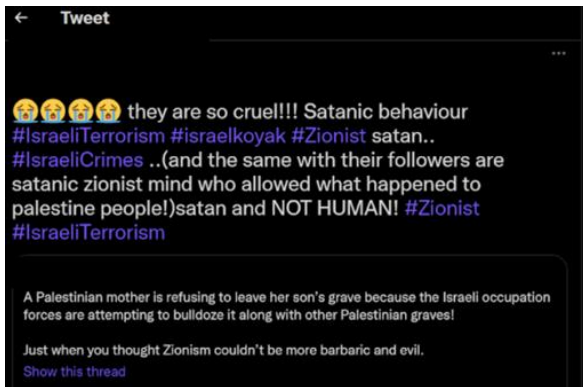 Tweet
😭😭😭😭 they are so cruel!!! Satanic behaviour
#IsraeliTerrorism #israelkoyak #Zionist satan..
#IsraeliCrimes ..(and the same with their followers are
satanic zionist mind who allowed what happened to
palestine people!)satan and NOT HUMAN! #Zionist
#IsraeliTerrorism
A Palestinian mother is refusing to leave her son's grave because the Israeli occupation
forces are attempting to bulldoze it along with other Palestinian graves!
Just when you thought Zionism couldn't be more barbaric and evil.
Show this thread